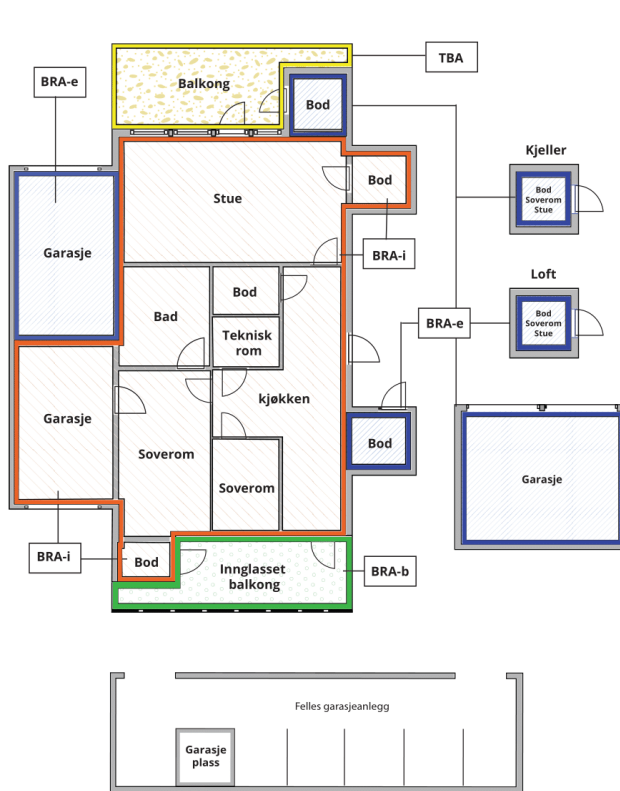 TBA
BRA-e
Balkong
Bod
Kjeller
Bod
Soverom
Stue
Stue
Bod
BRA-i
Garasje
Loft
Bod
Soverom
Stue
Bod
Bad
Teknisk
rom
BRA-e
kjøkken
Garasje
Soverom
Bod
Soverom
Garasje
BRA-i
Bod
Innglasset
balkong
BRA-b
Felles garasjeanlegg
Garasje
plass